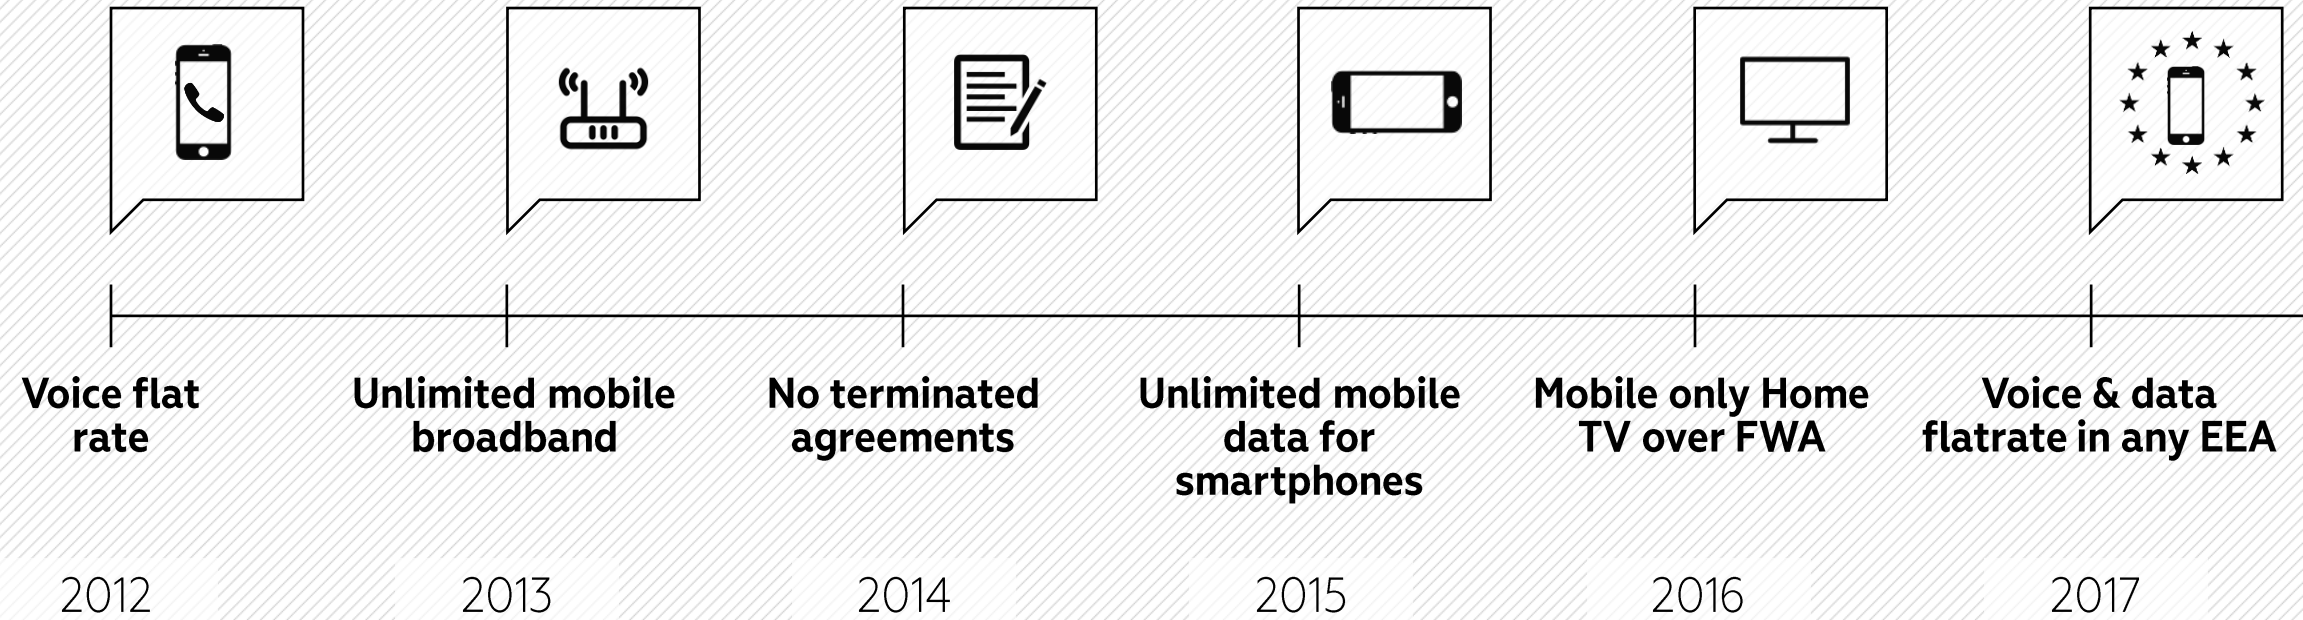 Voice flat
rate
Unlimited mobile
broadband
No terminated
agreements
Unlimited mobile
data for
smartphones
Mobile only Home
TV over FWA
Voice & data
flatrate in any EEA
2012
2013
2014
2015
2016
2017